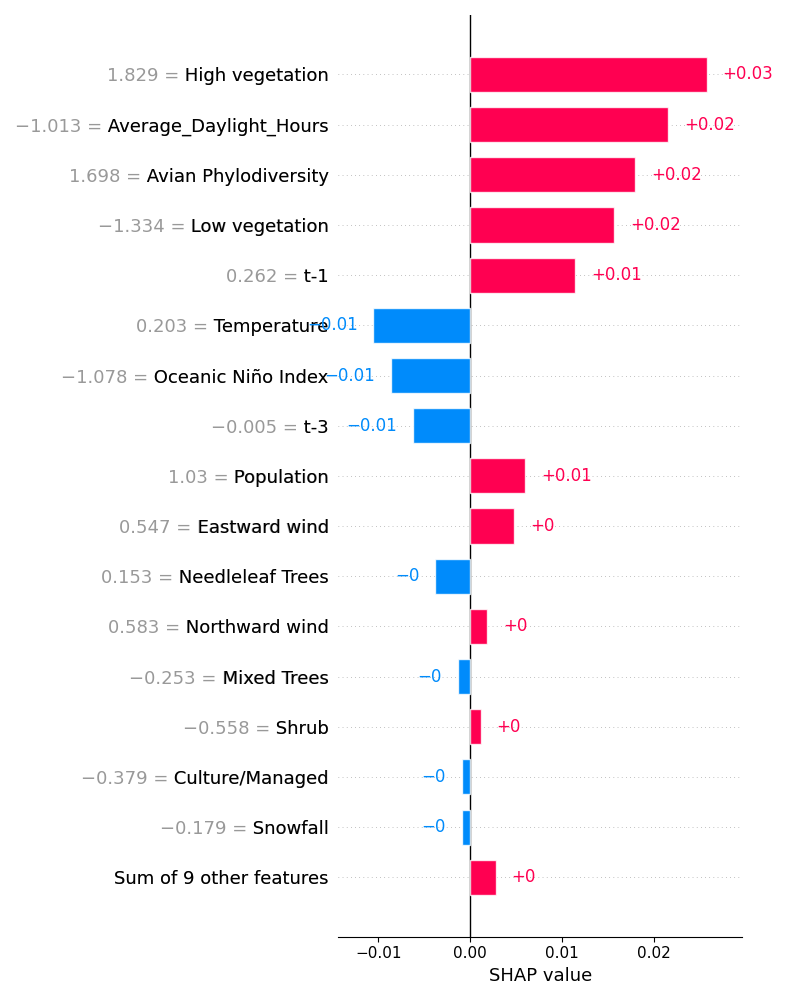 1.829 = High vegetation +0.03
−1.013 = Average_Daylight_Hours +0.02
1.698 = Avian Phylodiversity +0.02
−1.334 = Low vegetation +0.02
0.262 = t-1 +0.01
0.203 = Temperature −0.01
−1.078 = Oceanic Niño Index −0.01
−0.005 = t-3 −0.01
1.03 = Population +0.01
0.547 = Eastward wind +0
0.153 = Needleleaf Trees −0
0.583 = Northward wind +0
−0.253 = Mixed Trees −0
−0.558 = Shrub +0
−0.379 = Culture/Managed −0
−0.179 = Snowfall −0
Sum of 9 other features +0
−0.01 0.00 0.01 0.02
SHAP value